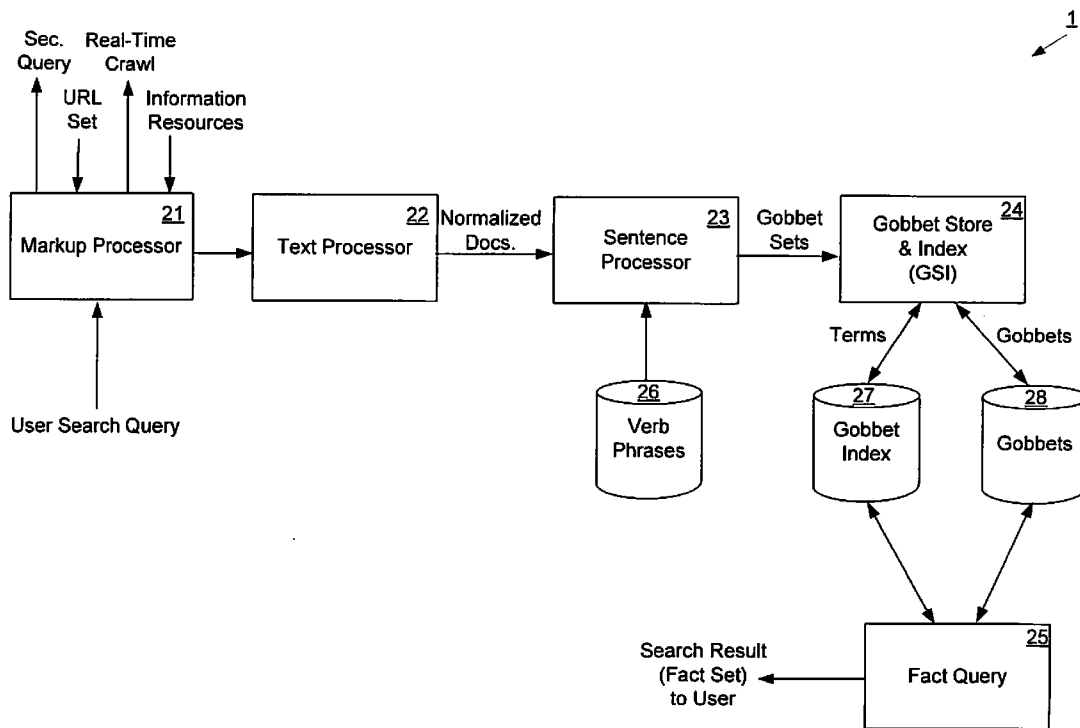 1
Sec.
Query
Real-Time
Crawl
URL
Set
Information
Resources
21
Markup Processor
22
Text Processor
Normalized
Docs.
23
Sentence
Processor
Gobbet
Sets
24
Gobbet Store
& Index
(GSI)
Terms
Gobbets
User Search Query
26
Verb
Phrases
27
Gobbet
Index
28
Gobbets
25
Fact Query
Search Result
(Fact Set)
to User